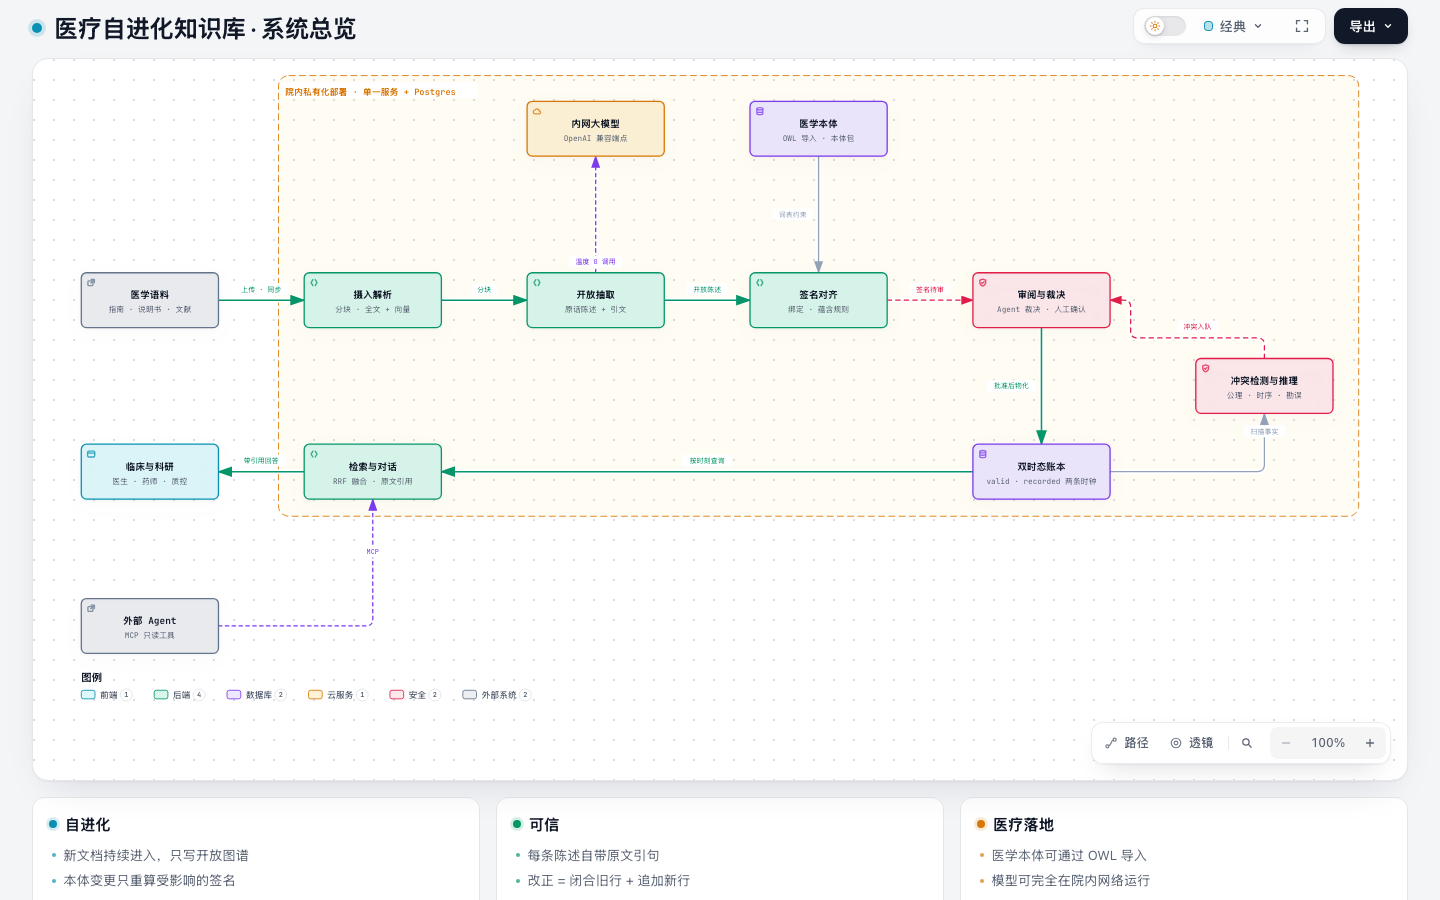 医疗自进化知识库 · 系统总览
经典
导出
院内私有化部署 · 单一服务 + Postgres
内网大模型
OpenAI 兼容端点
医学本体
OWL 导入 · 本体包
词表约束
温度 0 调用
医学语料
指南 · 说明书 · 文献
上传 · 同步
摄入解析
分块 · 全文 + 向量
分块
开放抽取
原话陈述 + 引文
开放陈述
签名对齐
绑定 · 蕴含规则
签名待审
审阅与裁决
Agent 裁决 · 人工确认
冲突入队
冲突检测与推理
公理 · 时序 · 勘误
批准后物化
扫描事实
临床与科研
医生 · 药师 · 质控
带引用回答
检索与对话
RRF 融合 · 原文引用
按时刻查询
双时态账本
valid · recorded 两条时钟
MCP
外部 Agent
MCP 只读工具
图例
前端 1
后端 4
数据库 2
云服务 1
安全 2
外部系统 2
路径
透镜
100%
自进化
新文档持续进入，只写开放图谱
本体变更只重算受影响的签名
可信
每条陈述自带原文引句
改正 = 闭合旧行 + 追加新行
医疗落地
医学本体可通过 OWL 导入
模型可完全在院内网络运行